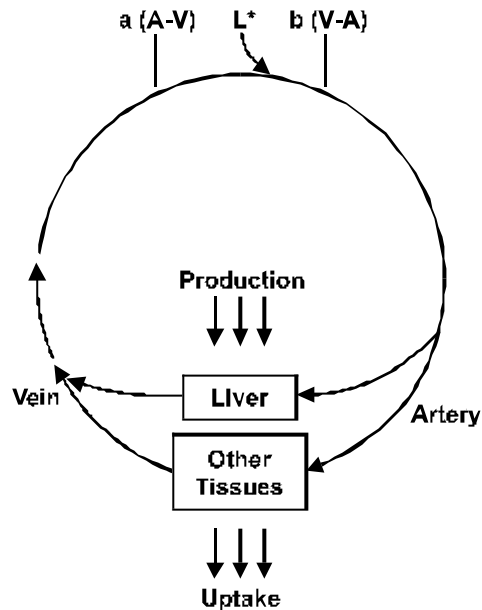 a (A-V) L* b (V-A)
Production
Liver
Vein
Artery
Other
Tissues
Uptake